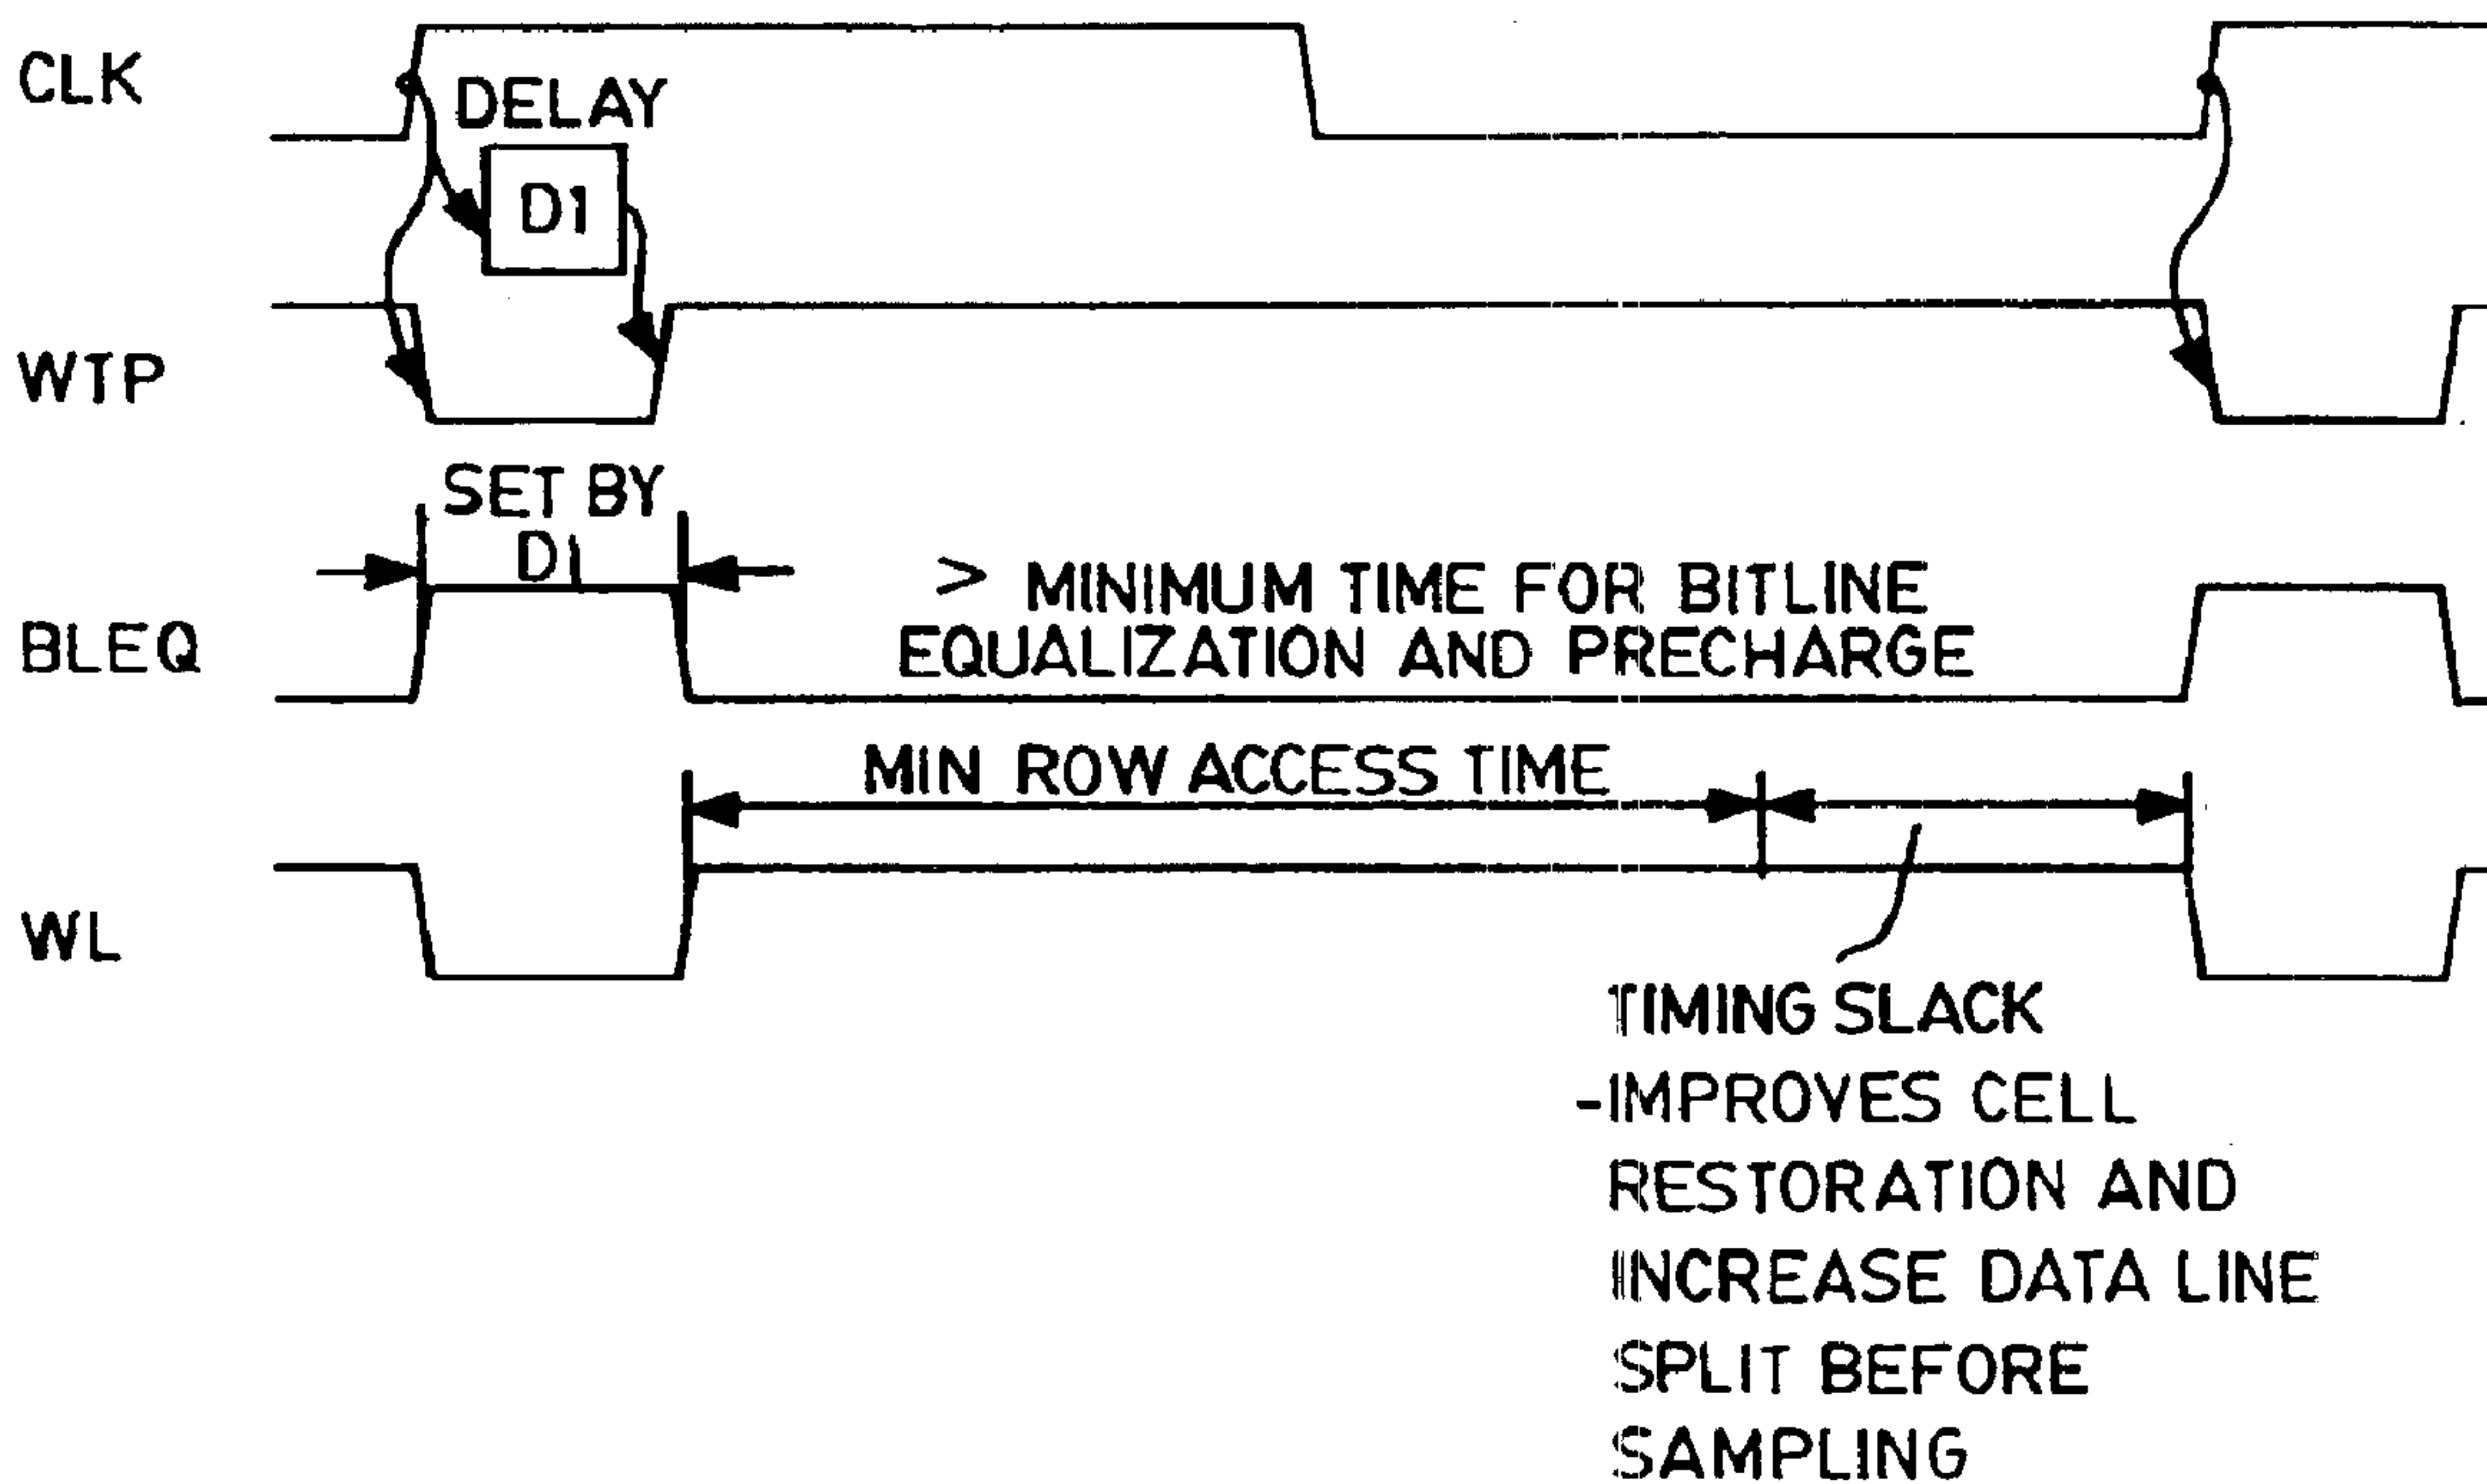 CLK
DELAY
D1
WTP
SET BY
D1
> MINIMUM TIME FOR BITLINE
EQUALIZATION AND PRECHARGE
BLEQ
MIN ROW ACCESS TIME
WL
TIMING SLACK
-IMPROVES CELL
RESTORATION AND
INCREASE DATA LINE
SPLIT BEFORE
SAMPLING